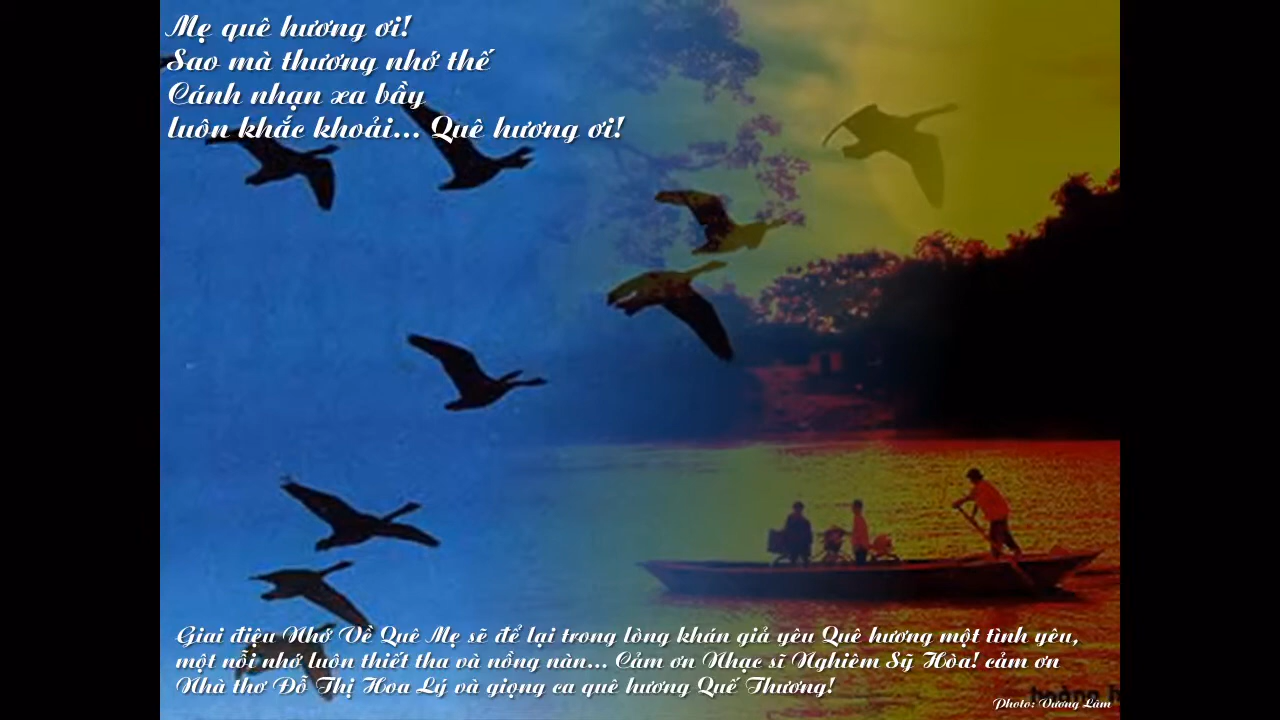 Mẹ quê hương ơi!
Sao mà thương nhớ thế
Cánh nhạn xa bầy
luôn khắc khoải... Quê hương ơi!
Giai điệu Nhớ Về Quê Mẹ sẽ để lại trong lòng khán giả yêu Quê hương một tình yêu,
một nỗi nhớ luôn thiết tha và nồng nàn... Cảm ơn Nhạc sĩ Nghiêm Sỹ Hòa! cảm ơn
Nhà thơ Đỗ Thị Hoa Lý và giọng ca quê hương Quế Thương!
Photo: Vương Lâm